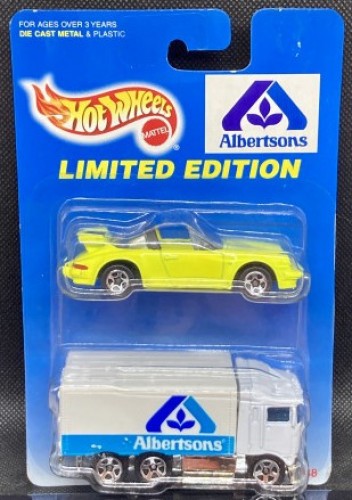 FOR AGES OVER 3 YEARS
DIE CAST METAL & PLASTIC
Hot Wheels
MATTEL
Albertsons
LIMITED EDITION
Albertsons